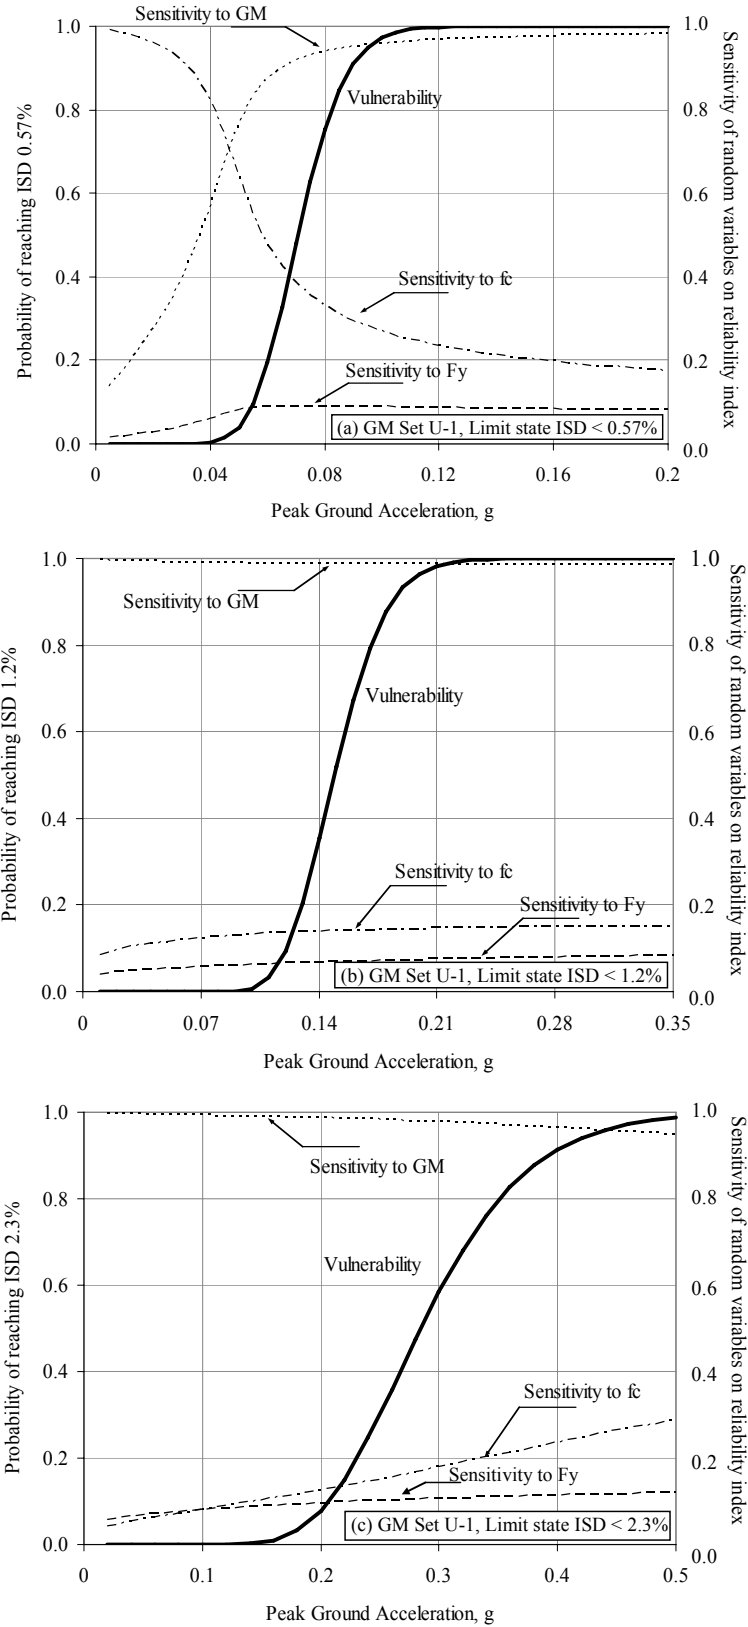 Sensitivity to GM
1.0
1.0
Vulnerability
0.8
0.8
0.6
0.6
Sensitivity to fc
0.4
0.4
Sensitivity to Fy
0.2
0.2
(a) GM Set U-1, Limit state ISD < 0.57%
0.0
0.0
0
0.04
0.08
0.12
0.16
0.2
Peak Ground Acceleration, g
Probability of reaching ISD 0.57%
Sensitivity of random variables on reliability index
1.0
1.0
Sensitivity to GM
0.8
0.8
Vulnerability
0.6
0.6
0.4
0.4
Sensitivity to fc
Sensitivity to Fy
0.2
0.2
(b) GM Set U-1, Limit state ISD < 1.2%
0.0
0.0
0
0.07
0.14
0.21
0.28
0.35
Peak Ground Acceleration, g
Probability of reaching ISD 1.2%
Sensitivity of random variables on reliability index
1.0
1.0
Sensitivity to GM
0.8
0.8
Vulnerability
0.6
0.6
0.4
0.4
Sensitivity to fc
0.2
0.2
Sensitivity to Fy
(c) GM Set U-1, Limit state ISD < 2.3%
0.0
0.0
0
0.1
0.2
0.3
0.4
0.5
Peak Ground Acceleration, g
Probability of reaching ISD 2.3%
Sensitivity of random variables on reliability index